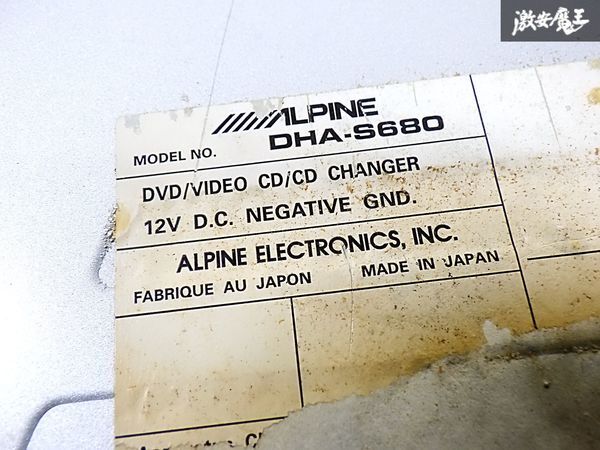 激安魔王
ALPINE
MODEL NO. DHA-S680
DVD/VIDEO CD/CD CHANGER
12V D.C. NEGATIVE GND.
ALPINE ELECTRONICS, INC.
FABRIQUE AU JAPON MADE IN JAPAN